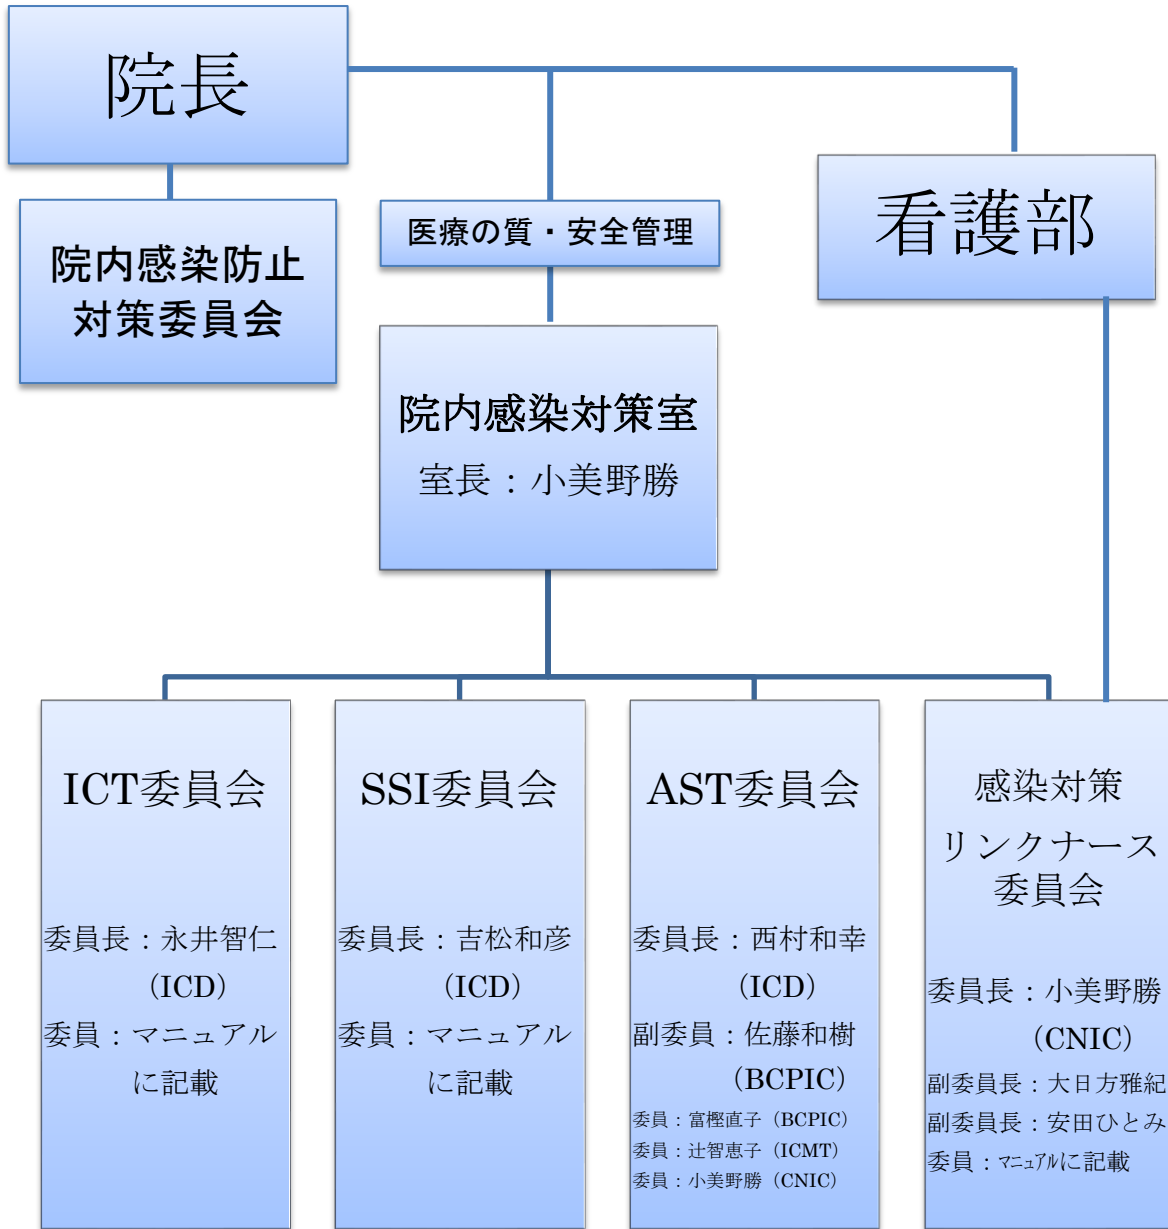 院長
院内感染防止
対策委員会
医療の質・安全管理
看護部
院内感染対策室
室長：小美野勝
ICT委員会
委員長：永井智仁
（ICD）
委員：マニュアル
に記載
SSI委員会
委員長：吉松和彦
（ICD）
委員：マニュアル
に記載
AST委員会
委員長：西村和幸
（ICD）
副委員：佐藤和樹
（BCPIC）
委員：富樫直子（BCPIC）
委員：辻智恵子（ICMT）
委員：小美野勝（CNIC）
感染対策
リンクナース
委員会
委員長：小美野勝
（CNIC）
副委員長：大日方雅紀
副委員長：安田ひとみ
委員：ﾏﾆｭｱﾙに記載